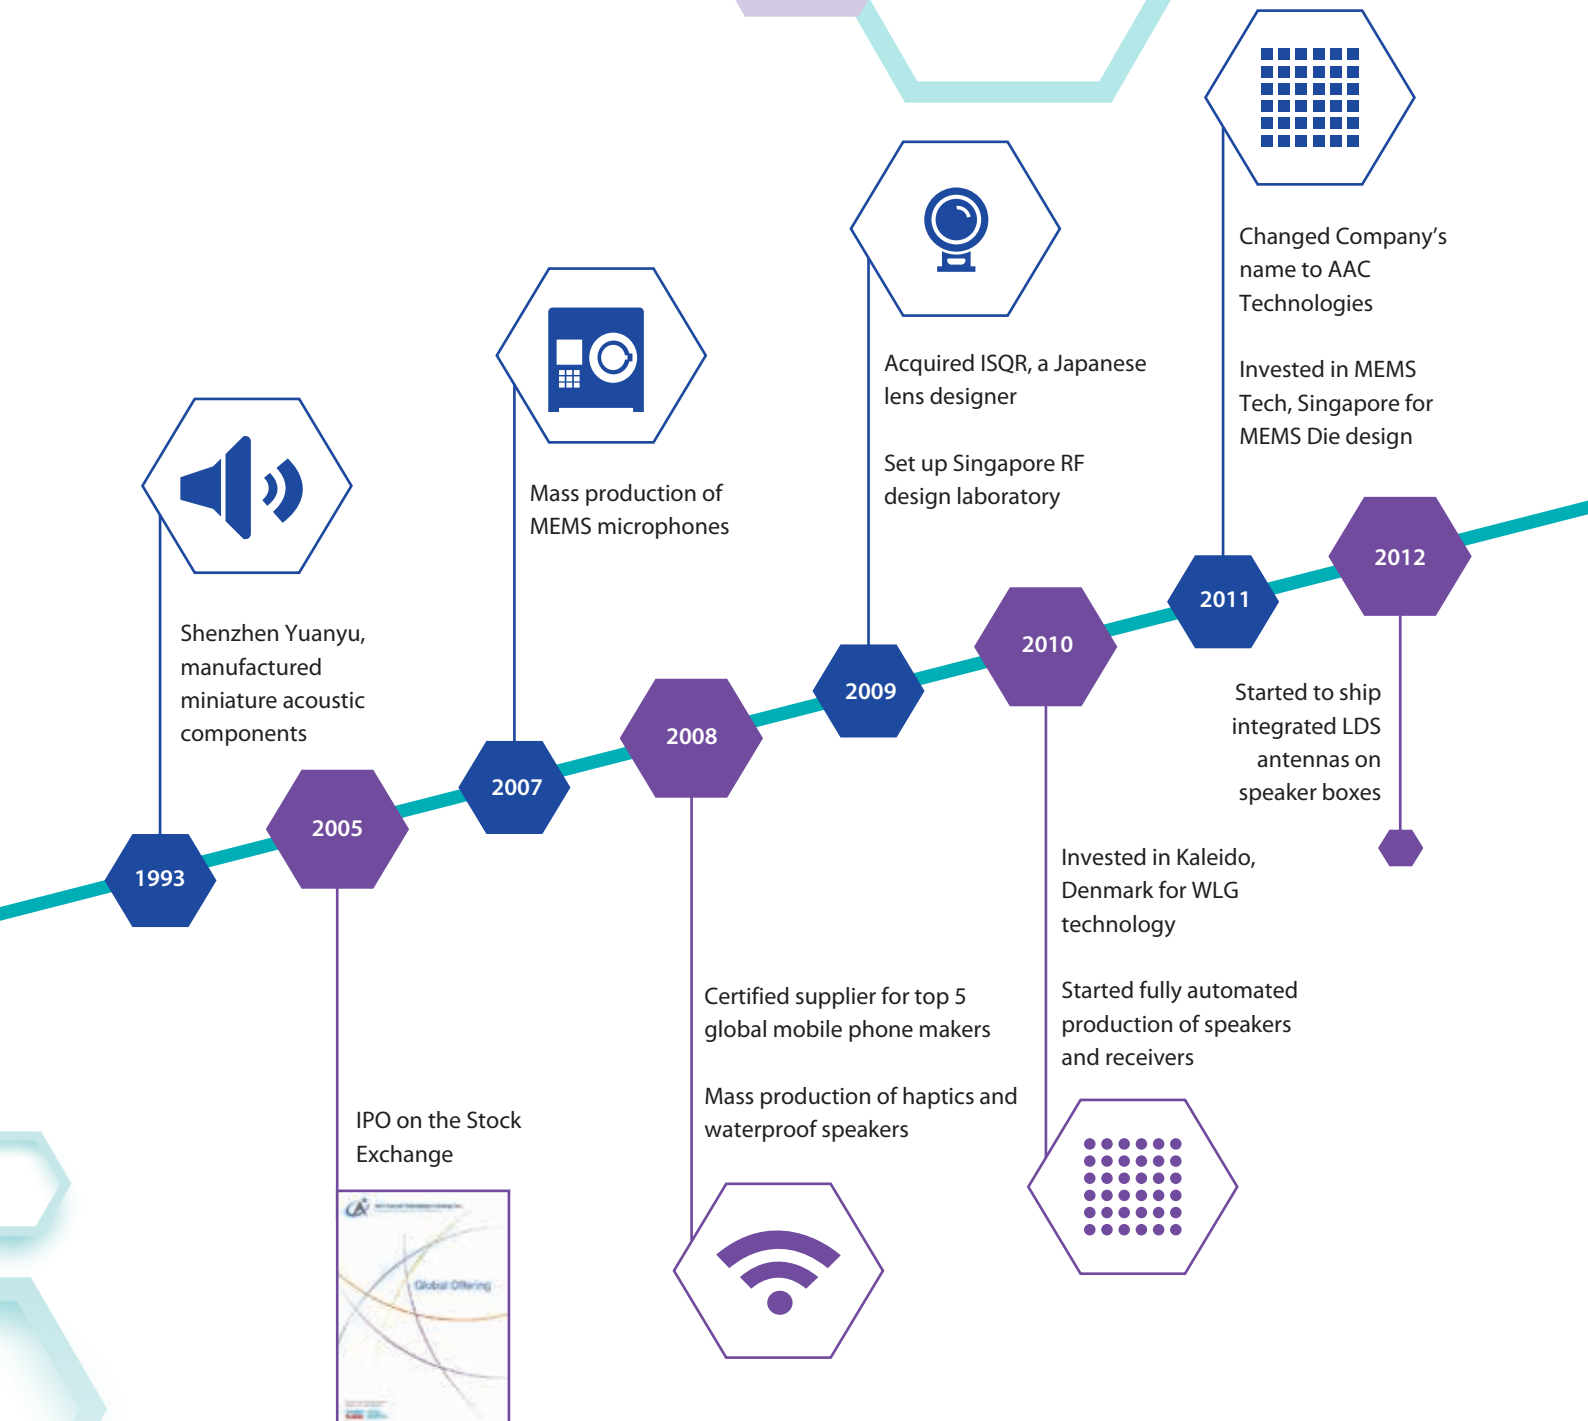 Changed Company's
name to AAC
Technologies
Invested in MEMS
Tech, Singapore for
MEMS Die design
Acquired ISQR, a Japanese
lens designer
Set up Singapore RF
design laboratory
Mass production of
MEMS microphones
Shenzhen Yuanyu,
manufactured
miniature acoustic
components
1993
2005
2007
2008
2009
2010
2011
2012
Started to ship
integrated LDS
antennas on
speaker boxes
Invested in Kaleido,
Denmark for WLG
technology
Started fully automated
production of speakers
and receivers
Certified supplier for top 5
global mobile phone makers
Mass production of haptics and
waterproof speakers
IPO on the Stock
Exchange
Global Offering